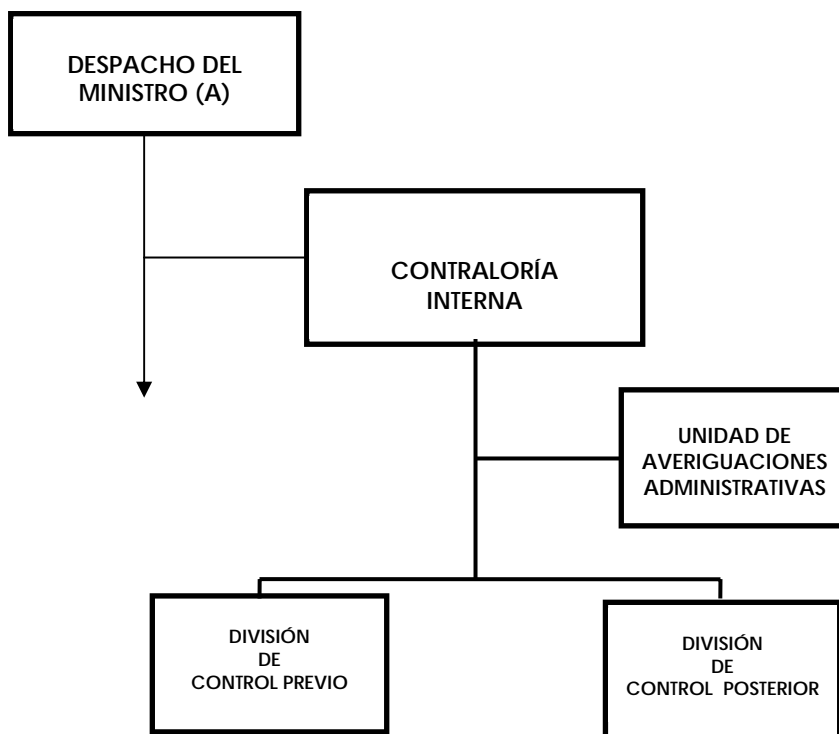 DESPACHO DEL
MINISTRO (A)
CONTRALORÍA
INTERNA
UNIDAD DE
AVERIGUACIONES
ADMINISTRATIVAS
DIVISIÓN
DE
CONTROL PREVIO
DIVISIÓN
DE
CONTROL POSTERIOR